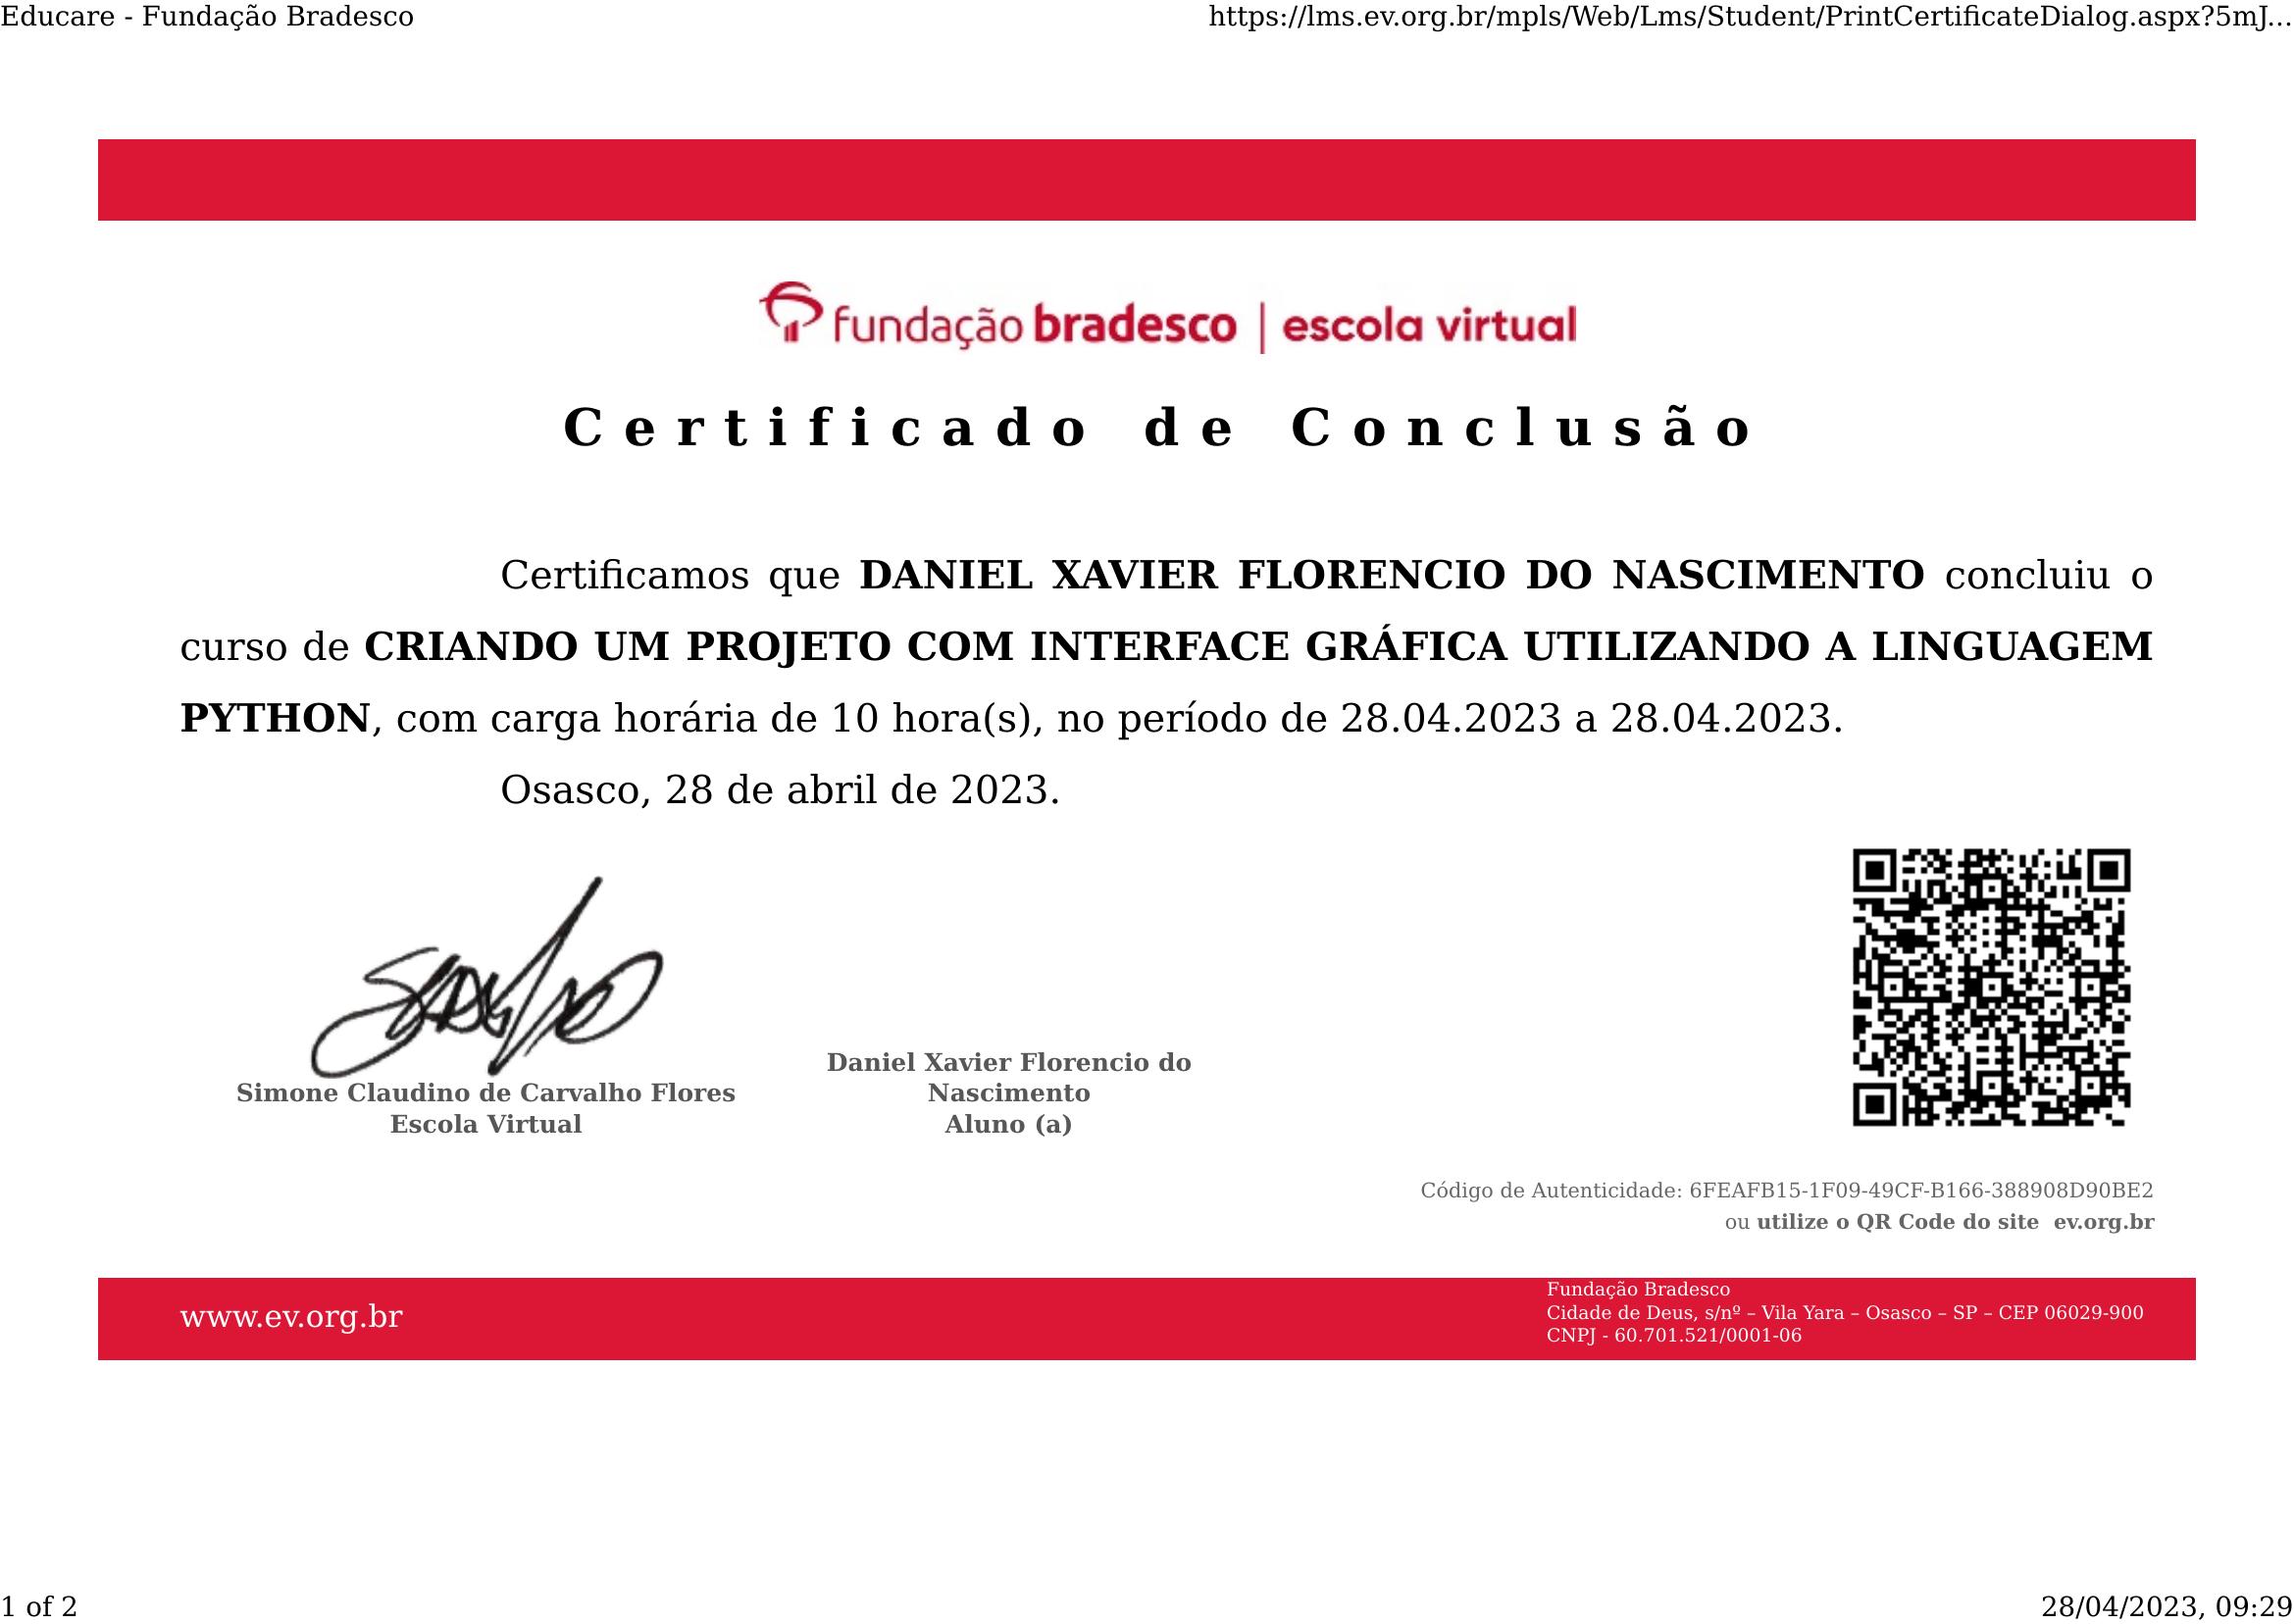 Educare - Fundação Bradesco
https://lms.ev.org.br/mpls/Web/Lms/Student/PrintCertificateDialog.aspx?5mJ...
fundação bradesco | escola virtual
Certificado de Conclusão
Certificamos que DANIEL XAVIER FLORENCIO DO NASCIMENTO concluiu o
curso de CRIANDO UM PROJETO COM INTERFACE GRÁFICA UTILIZANDO A LINGUAGEM
PYTHON, com carga horária de 10 hora(s), no período de 28.04.2023 a 28.04.2023.
Osasco, 28 de abril de 2023.
Simone Claudino de Carvalho Flores
Escola Virtual
Daniel Xavier Florencio do
Nascimento
Aluno (a)
Código de Autenticidade: 6FEAFB15-1F09-49CF-B166-388908D90BE2
ou utilize o QR Code do site ev.org.br
www.ev.org.br
Fundação Bradesco
Cidade de Deus, s/nº – Vila Yara – Osasco – SP – CEP 06029-900
CNPJ - 60.701.521/0001-06
1 of 2
28/04/2023, 09:29